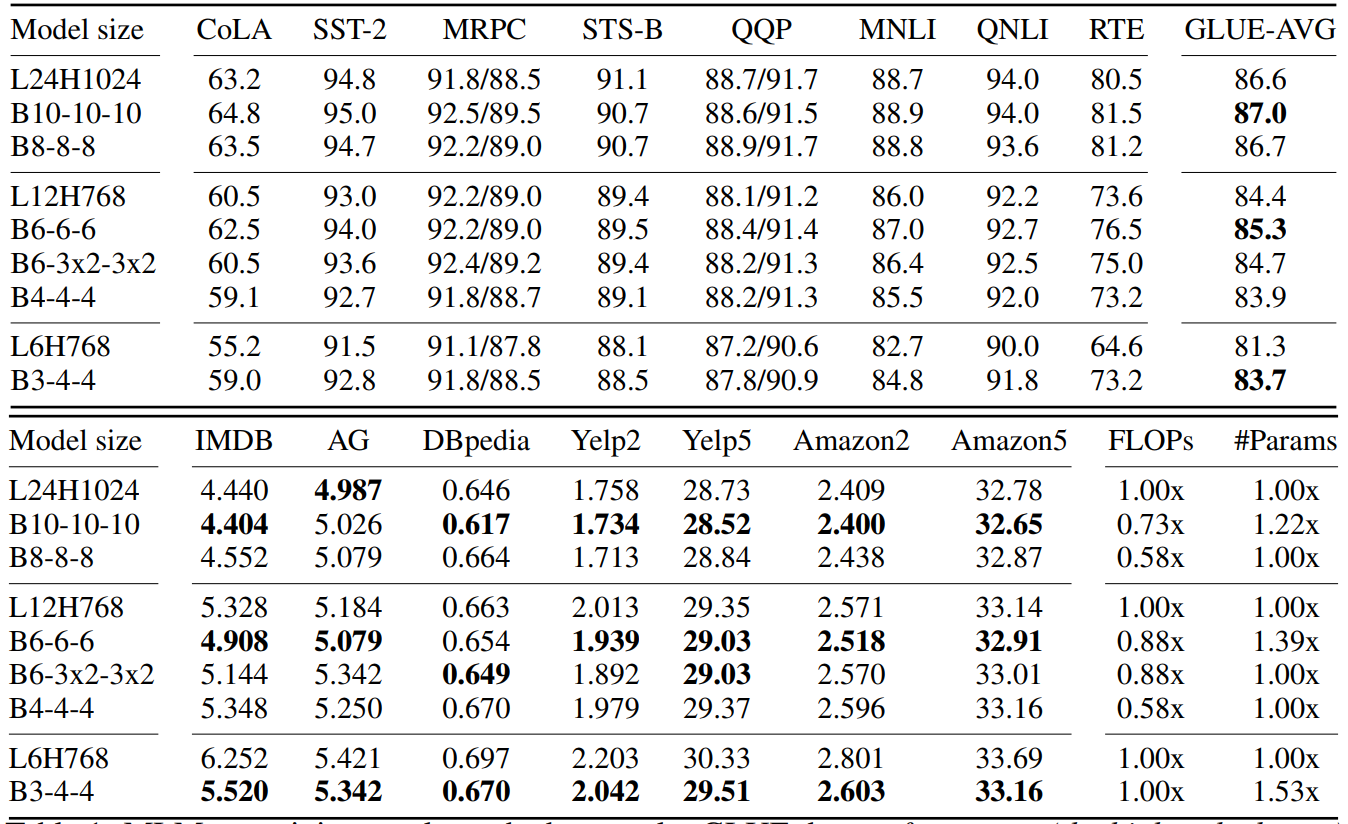 Model size CoLA SST-2 MRPC STS-B QQP MNLI QNLI RTE GLUE-AVG
L24H1024 63.2 94.8 91.8/88.5 91.1 88.7/91.7 88.7 94.0 80.5 86.6
B10-10-10 64.8 95.0 92.5/89.5 90.7 88.6/91.5 88.9 94.0 81.5 87.0
B8-8-8 63.5 94.7 92.2/89.0 90.7 88.9/91.7 88.8 93.6 81.2 86.7
L12H768 60.5 93.0 92.2/89.0 89.4 88.1/91.2 86.0 92.2 73.6 84.4
B6-6-6 62.5 94.0 92.2/89.0 89.5 88.4/91.4 87.0 92.7 76.5 85.3
B6-3x2-3x2 60.5 93.6 92.4/89.2 89.4 88.2/91.3 86.4 92.5 75.0 84.7
B4-4-4 59.1 92.7 91.8/88.7 89.1 88.2/91.3 85.5 92.0 73.2 83.9
L6H768 55.2 91.5 91.1/87.8 88.1 87.2/90.6 82.7 90.0 64.6 81.3
B3-4-4 59.0 92.8 91.8/88.5 88.5 87.8/90.9 84.8 91.8 73.2 83.7
Model size IMDB AG DBpedia Yelp2 Yelp5 Amazon2 Amazon5 FLOPs #Params
L24H1024 4.440 4.987 0.646 1.758 28.73 2.409 32.78 1.00x 1.00x
B10-10-10 4.404 5.026 0.617 1.734 28.52 2.400 32.65 0.73x 1.22x
B8-8-8 4.552 5.079 0.664 1.713 28.84 2.438 32.87 0.58x 1.00x
L12H768 5.328 5.184 0.663 2.013 29.35 2.571 33.14 1.00x 1.00x
B6-6-6 4.908 5.079 0.654 1.939 29.03 2.518 32.91 0.88x 1.39x
B6-3x2-3x2 5.144 5.342 0.649 1.892 29.03 2.570 33.01 0.88x 1.00x
B4-4-4 5.348 5.250 0.670 1.979 29.37 2.596 33.16 0.58x 1.00x
L6H768 6.252 5.421 0.697 2.203 30.33 2.801 33.69 1.00x 1.00x
B3-4-4 5.520 5.342 0.670 2.042 29.51 2.603 33.16 1.00x 1.53x